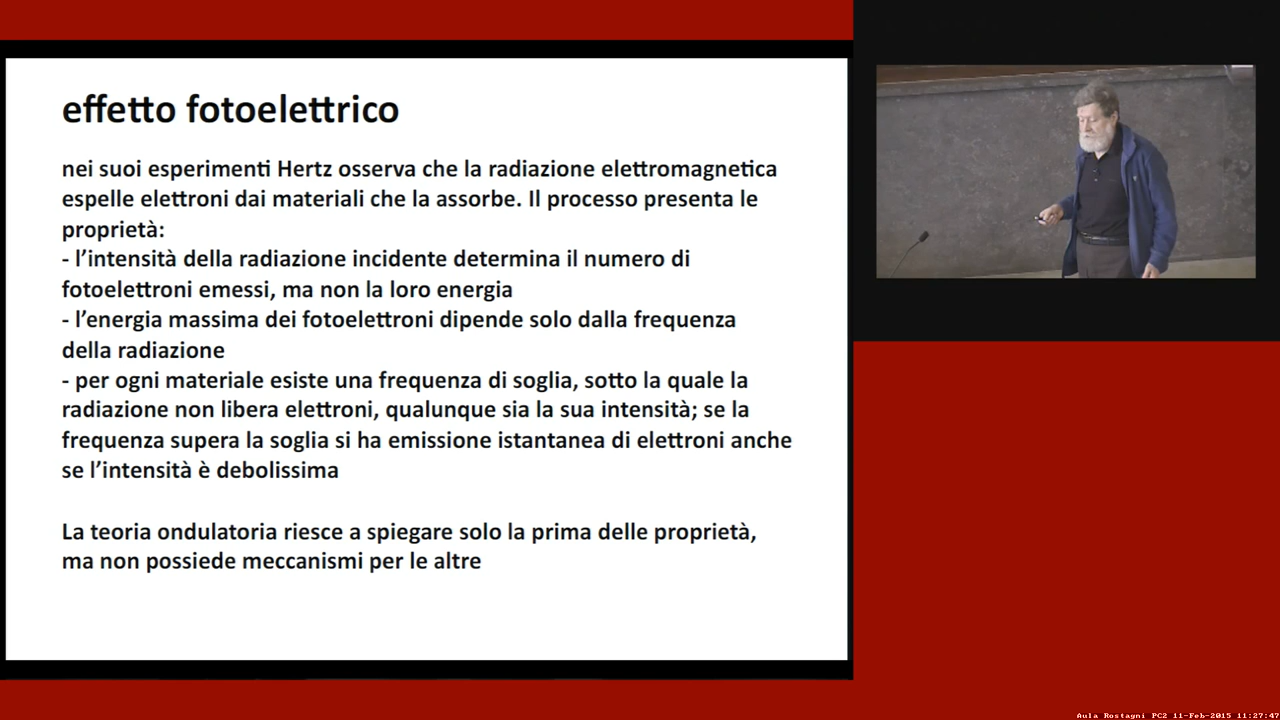 effetto fotoelettrico
nei suoi esperimenti Hertz osserva che la radiazione elettromagnetica
espelle elettroni dai materiali che la assorbe. Il processo presenta le
proprietà:
- l’intensità della radiazione incidente determina il numero di
fotoelettroni emessi, ma non la loro energia
- l’energia massima dei fotoelettroni dipende solo dalla frequenza
della radiazione
- per ogni materiale esiste una frequenza di soglia, sotto la quale la
radiazione non libera elettroni, qualunque sia la sua intensità; se la
frequenza supera la soglia si ha emissione istantanea di elettroni anche
se l’intensità è debolissima
La teoria ondulatoria riesce a spiegare solo la prima delle proprietà,
ma non possiede meccanismi per le altre
Aula Rostagni PC2 11-Feb-2015 11:27:47